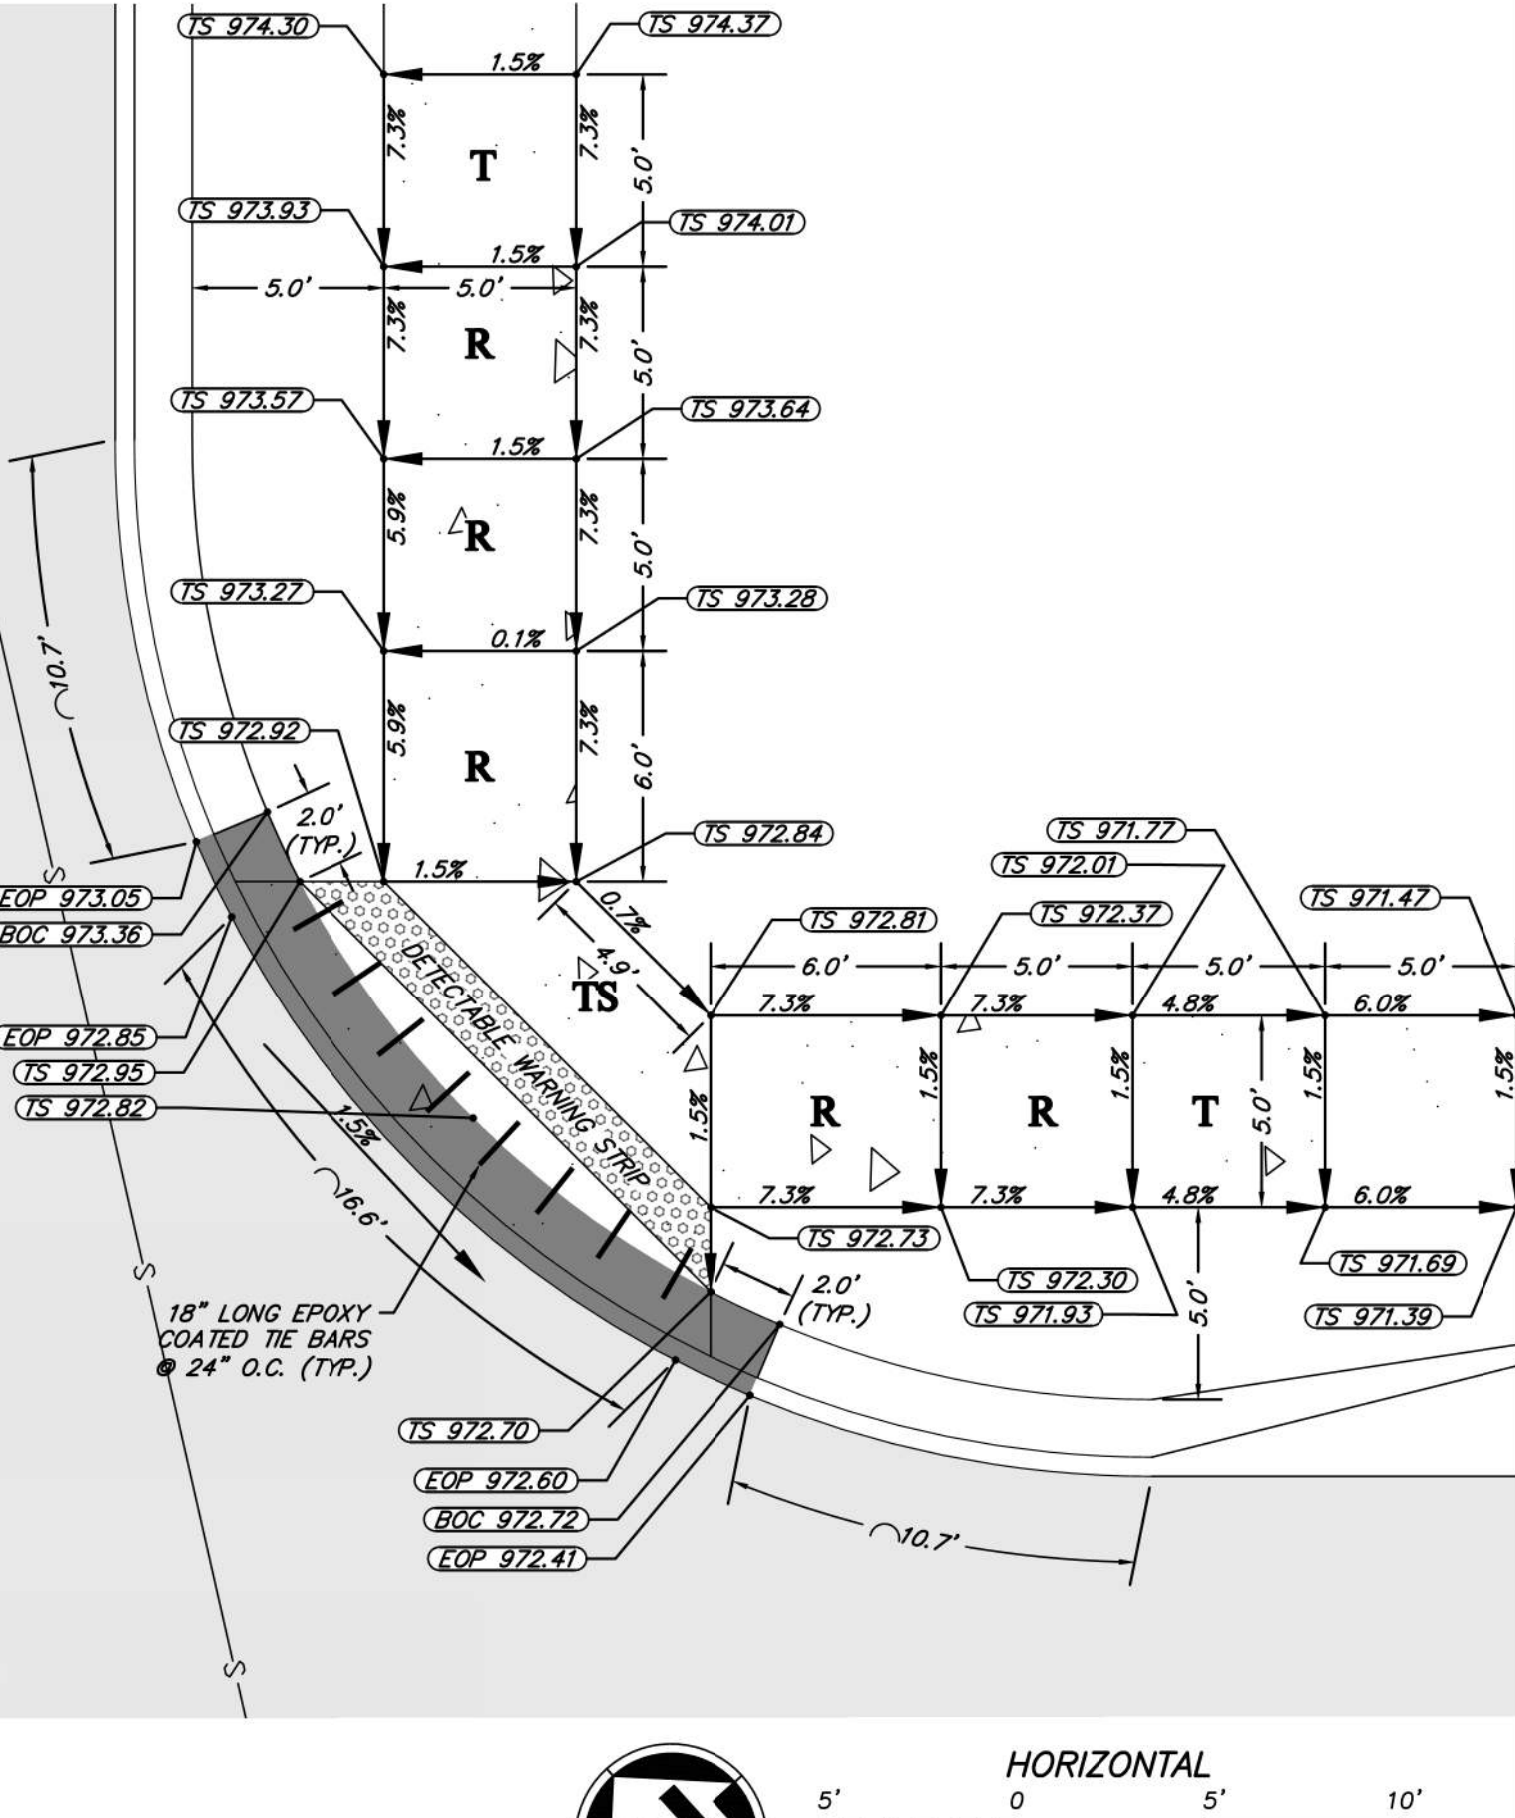 TS 974.30
TS 974.37
1.5%
7.3%
7.3%
T
5.0'
TS 973.93
TS 974.01
1.5%
5.0'
5.0'
7.3%
7.3%
R
5.0'
TS 973.57
TS 973.64
1.5%
5.9%
7.3%
R
5.0'
TS 973.27
TS 973.28
0.1%
10.7'
TS 972.92
5.9%
7.3%
R
6.0'
2.0'
(TYP.)
TS 972.84
1.5%
TS 971.77
TS 972.01
TS 971.47
S
EOP 973.05
BOC 973.36
0.7%
TS 972.81
TS 972.37
4.9'
TS
6.0'
5.0'
5.0'
5.0'
7.3%
7.3%
4.8%
6.0%
DETECTABLE WARNING STRIP
EOP 972.85
TS 972.95
TS 972.82
1.5%
1.5%
R
1.5%
R
1.5%
T
5.0'
1.5%
1.5%
16.6'
7.3%
7.3%
4.8%
6.0%
TS 972.73
S
2.0'
(TYP.)
TS 972.30
TS 971.93
5.0'
TS 971.69
TS 971.39
18" LONG EPOXY
COATED TIE BARS
@ 24" O.C. (TYP.)
TS 972.70
EOP 972.60
BOC 972.72
EOP 972.41
10.7'
S
HORIZONTAL
5' 0 5' 10'